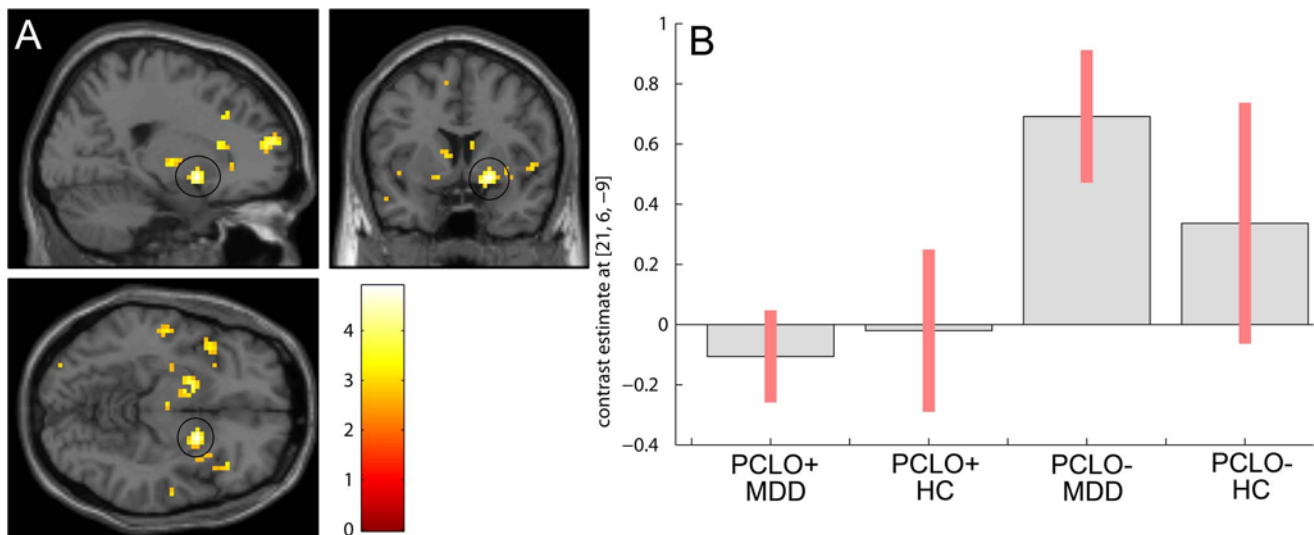 A
4
3
2
1
0
B
contrast estimate at [21, 6, −9]
1
0.8
0.6
0.4
0.2
0
−0.2
−0.4
PCLO+
MDD
PCLO+
HC
PCLO-
MDD
PCLO-
HC